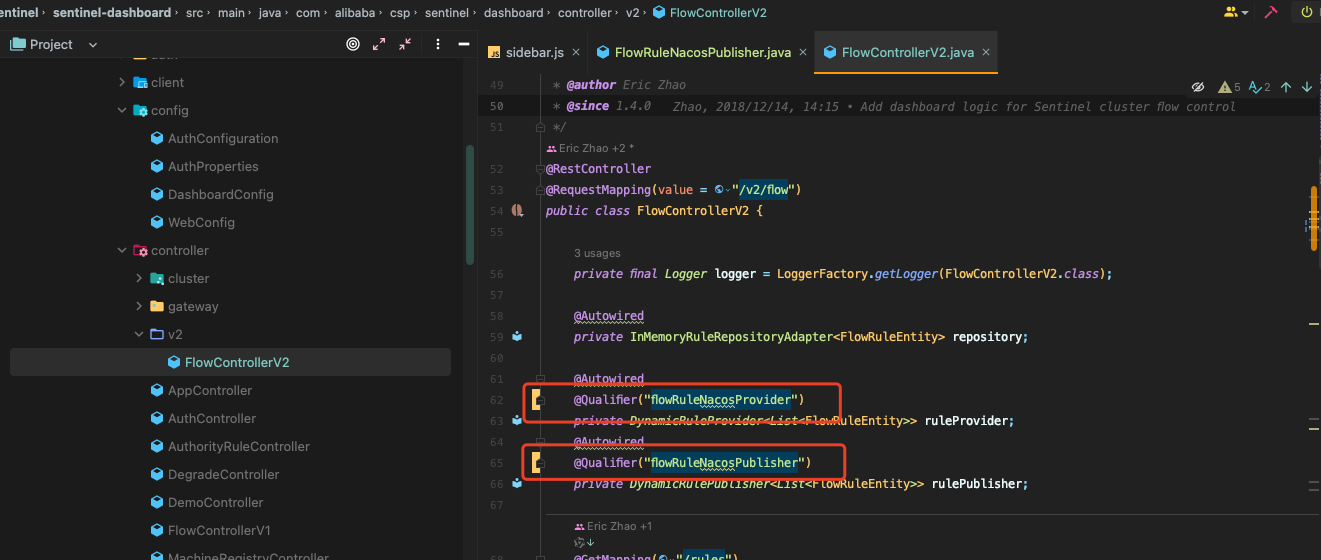 entinel › sentinel-dashboard › src › main › java › com › alibaba › csp › sentinel › dashboard › controller › v2 › FlowControllerV2
Project
client
config
AuthConfiguration
AuthProperties
DashboardConfig
WebConfig
controller
cluster
gateway
v2
FlowControllerV2
AppController
AuthController
AuthorityRuleController
DegradeController
DemoController
FlowControllerV1
MachineRegistryController
sidebar.js × FlowRuleNacosPublisher.java × FlowControllerV2.java ×
5 2
49 * @author Eric Zhao
50 * @since 1.4.0 Zhao, 2018/12/14, 14:15 • Add dashboard logic for Sentinel cluster flow control
51 */
Eric Zhao +2 *
52 @RestController
53 @RequestMapping(value = "/v2/flow")
54 public class FlowControllerV2 {
55
3 usages
56 private final Logger logger = LoggerFactory.getLogger(FlowControllerV2.class);
57
58 @Autowired
59 private InMemoryRuleRepositoryAdapter<FlowRuleEntity> repository;
60
61 @Autowired
62 @Qualifier("flowRuleNacosProvider")
63 private DynamicRuleProvider<List<FlowRuleEntity>> ruleProvider;
64 @Autowired
65 @Qualifier("flowRuleNacosPublisher")
66 private DynamicRulePublisher<List<FlowRuleEntity>> rulePublisher;
67
Eric Zhao +1
68 @GetMapping("/rules")